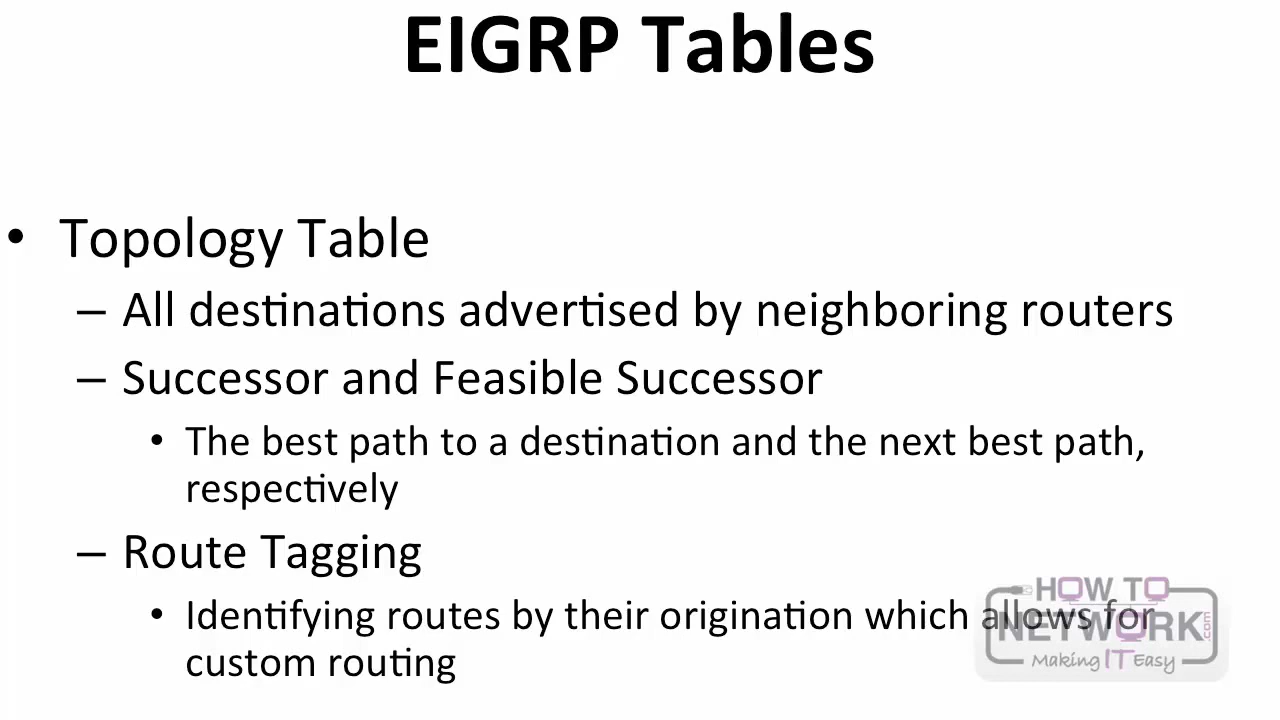 EIGRP Tables
• Topology Table
– All destinations advertised by neighboring routers
– Successor and Feasible Successor
• The best path to a destination and the next best path,
respectively
– Route Tagging
• Identifying routes by their origination which allows for
custom routing
HOW TO
NETWORK.com
Making IT Easy